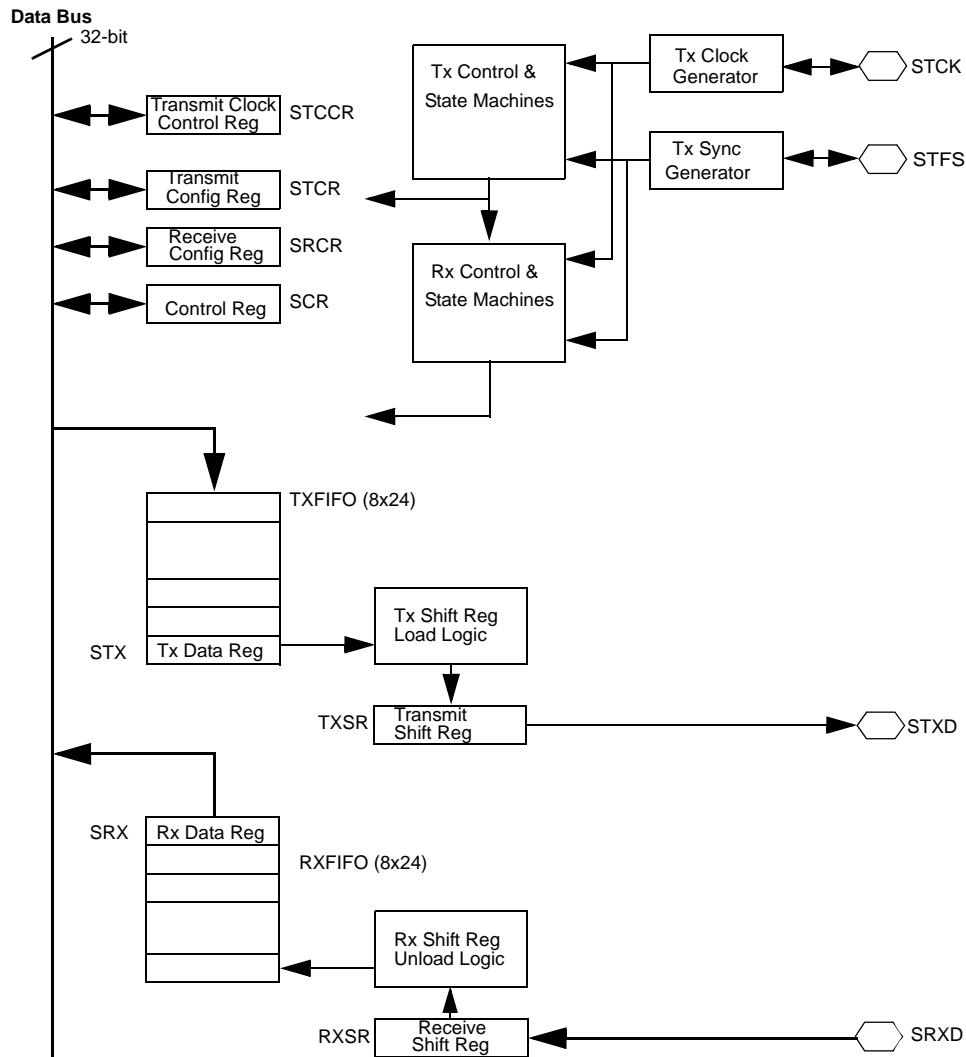 Data Bus
32-bit
Transmit Clock
Control Reg
STCCR
Transmit
Config Reg
STCR
Receive
Config Reg
SRCR
Control Reg
SCR
Tx Control &
State Machines
Tx Clock
Generator
STCK
Tx Sync
Generator
STFS
Rx Control &
State Machines
TXFIFO (8x24)
STX
Tx Data Reg
Tx Shift Reg
Load Logic
TXSR
Transmit
Shift Reg
STXD
SRX
Rx Data Reg
RXFIFO (8x24)
Rx Shift Reg
Unload Logic
RXSR
Receive
Shift Reg
SRXD